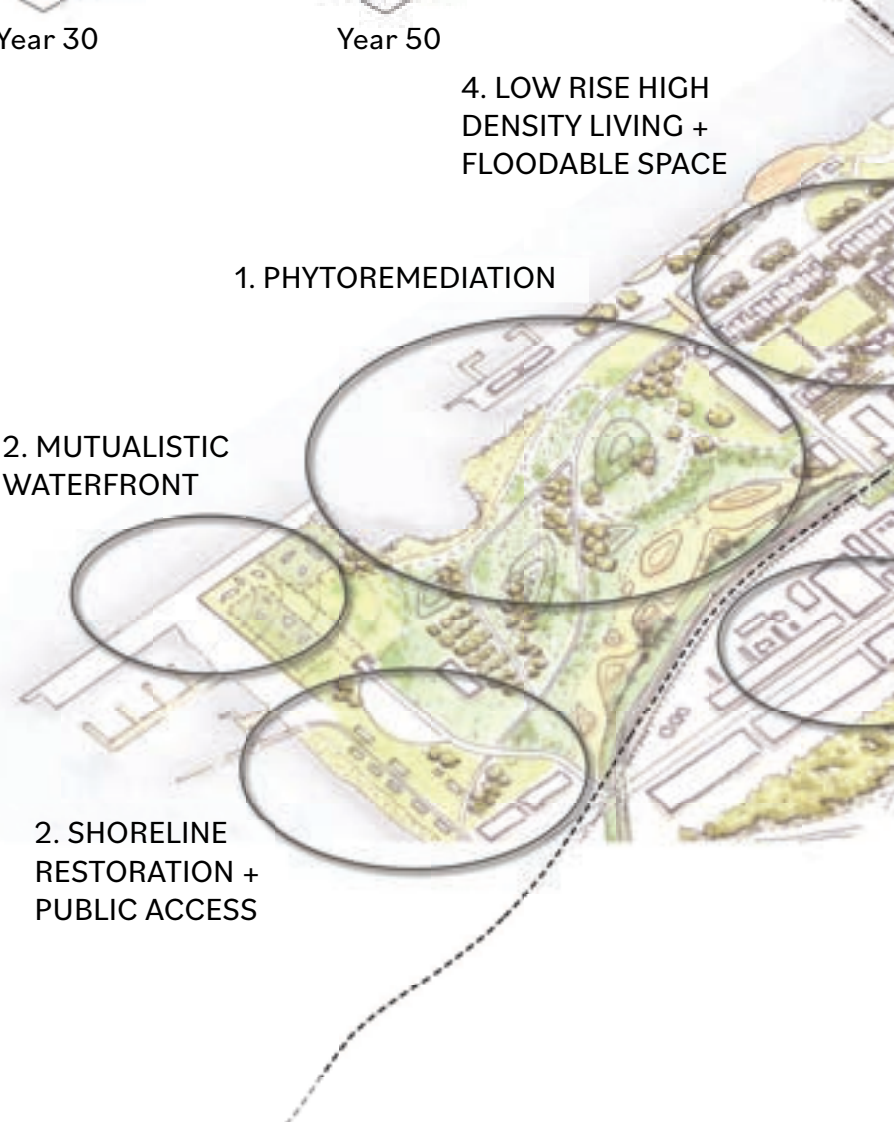 Year 30
Year 50
4. LOW RISE HIGH
DENSITY LIVING +
FLOODABLE SPACE
1. PHYTOREMEDIATION
2. MUTUALISTIC
WATERFRONT
2. SHORELINE
RESTORATION +
PUBLIC ACCESS